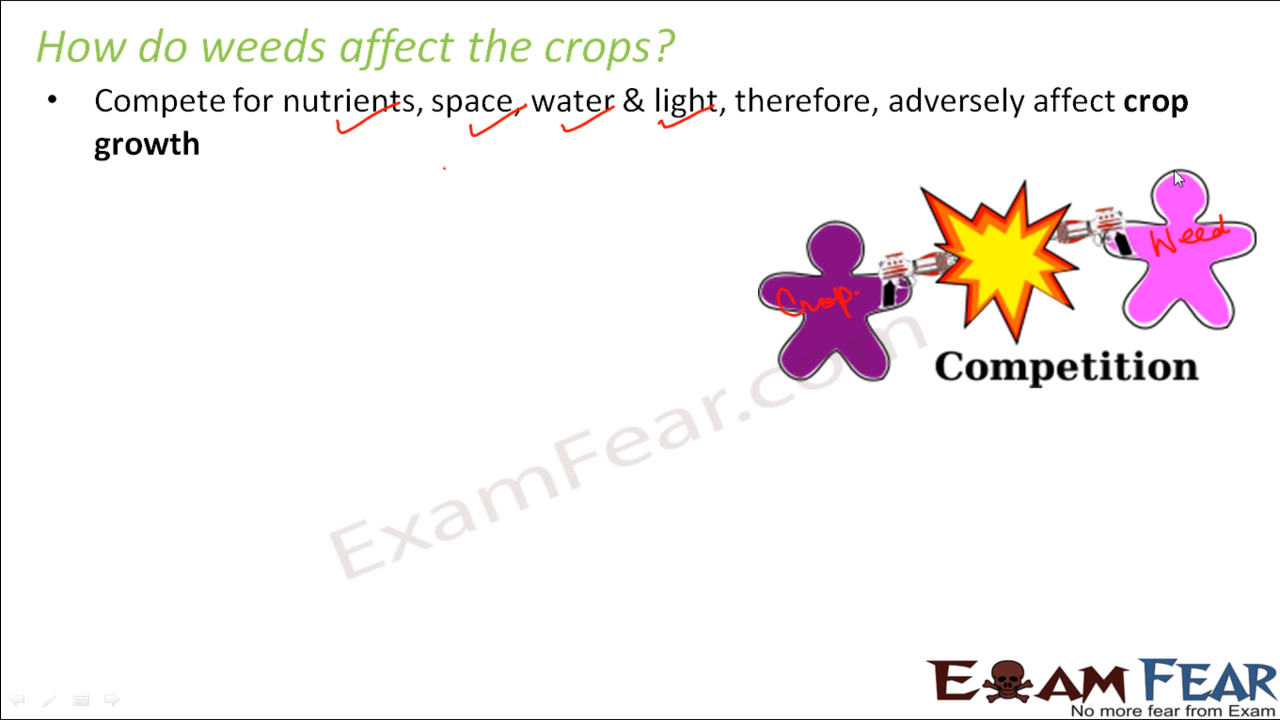 How do weeds affect the crops?
• Compete for nutrients, space, water & light, therefore, adversely affect crop
growth
Crop.
Weed
Competition
ExamFear.com
EXAM FEAR
No more fear from Exam